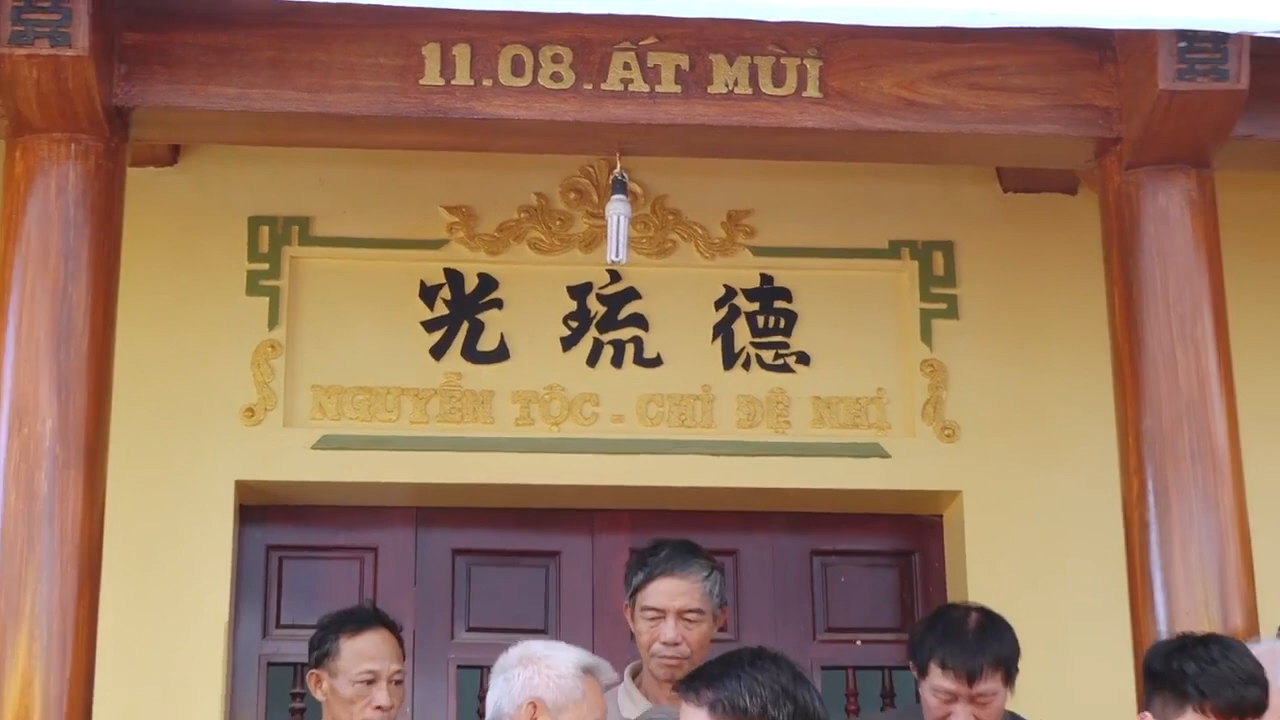 11.08.ẤT MÙI
德琉光
NGUYỄN TỘC - CHI ĐỆ NHỊ